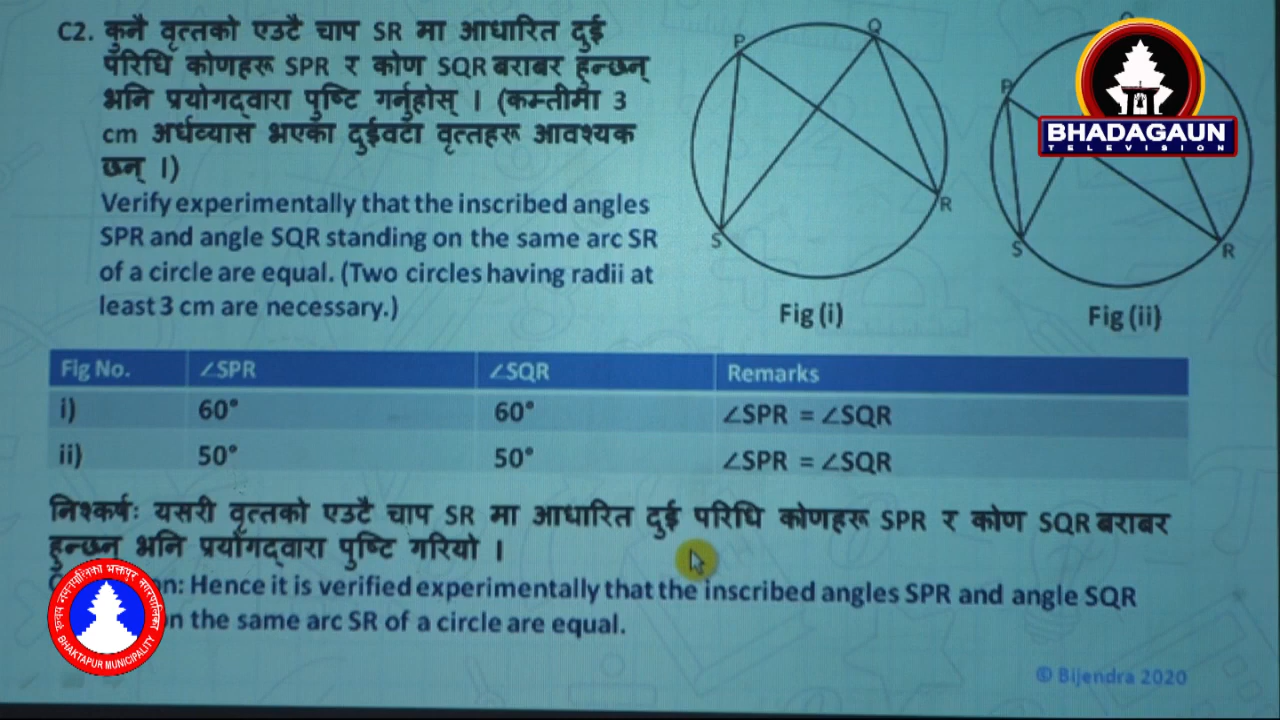 C2. कुनै वृत्तको एउटै चाप SR मा आधारित दुई
परिधि कोणहरू SPR र कोण SQR बराबर हुन्छन्
भनि प्रयोगद्वारा पुष्टि गर्नुहोस् । (कम्तीमा 3
cm अर्धव्यास भएका दुईवटा वृत्तहरू आवश्यक
छन् ।)
Verify experimentally that the inscribed angles
SPR and angle SQR standing on the same arc SR
of a circle are equal. (Two circles having radii at
least 3 cm are necessary.)
P
Q
S
R
Fig (i)
P
S
R
Fig (ii)
BHADAGAUN
TELEVISION
Fig No. ∠SPR ∠SQR Remarks
i) 60° 60° ∠SPR = ∠SQR
ii) 50° 50° ∠SPR = ∠SQR
निश्कर्षः यसरी वृत्तको एउटै चाप SR मा आधारित दुई परिधि कोणहरू SPR र कोण SQR बराबर
हुन्छन् भनि प्रयोगद्वारा पुष्टि गरियो ।
Hence it is verified experimentally that the inscribed angles SPR and angle SQR
on the same arc SR of a circle are equal.
BHAKTAPUR MUNICIPALITY
© Bijendra 2020